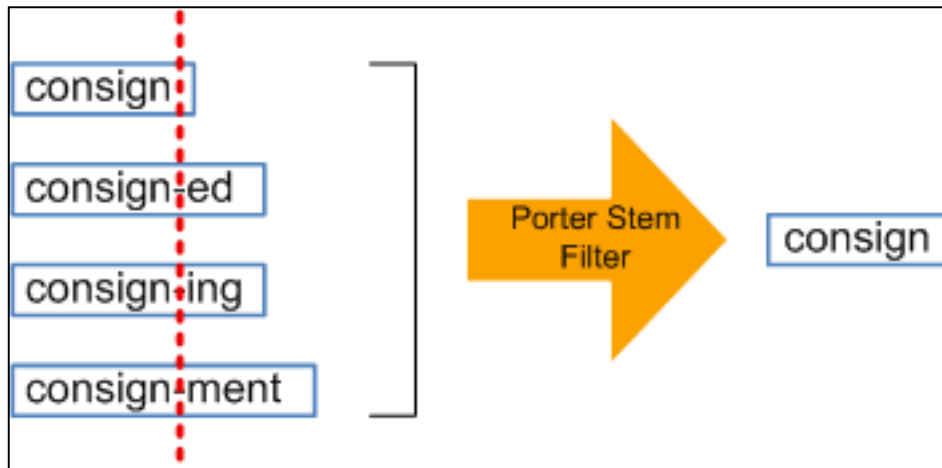 consign
consign-ed
consign-ing
consign-ment
Porter Stem
Filter
consign